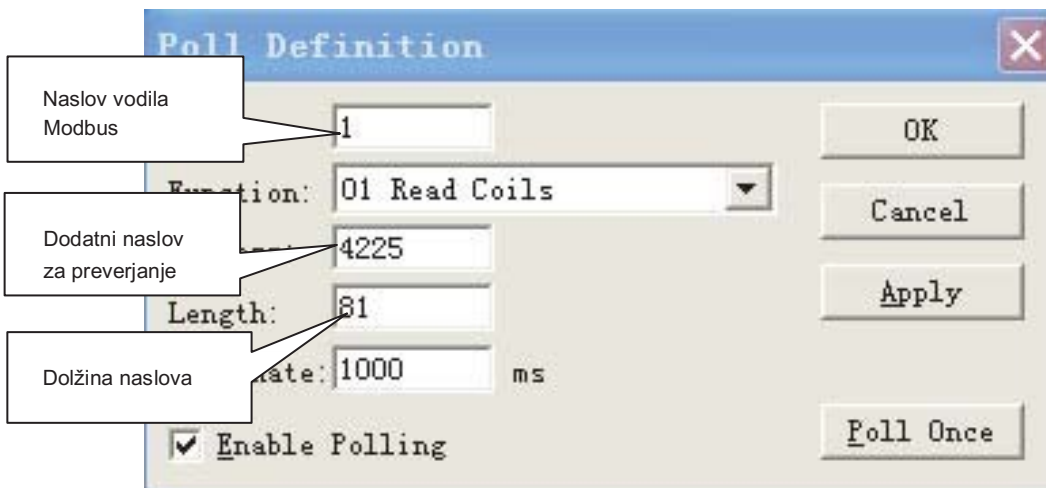 Poll Definition
Naslov vodila
Modbus
1
OK
Function: 01 Read Coils
Cancel
Dodatni naslov
za preverjanje
4225
Apply
Length: 81
Dolžina naslova
1000 ms
Enable Polling
Poll Once